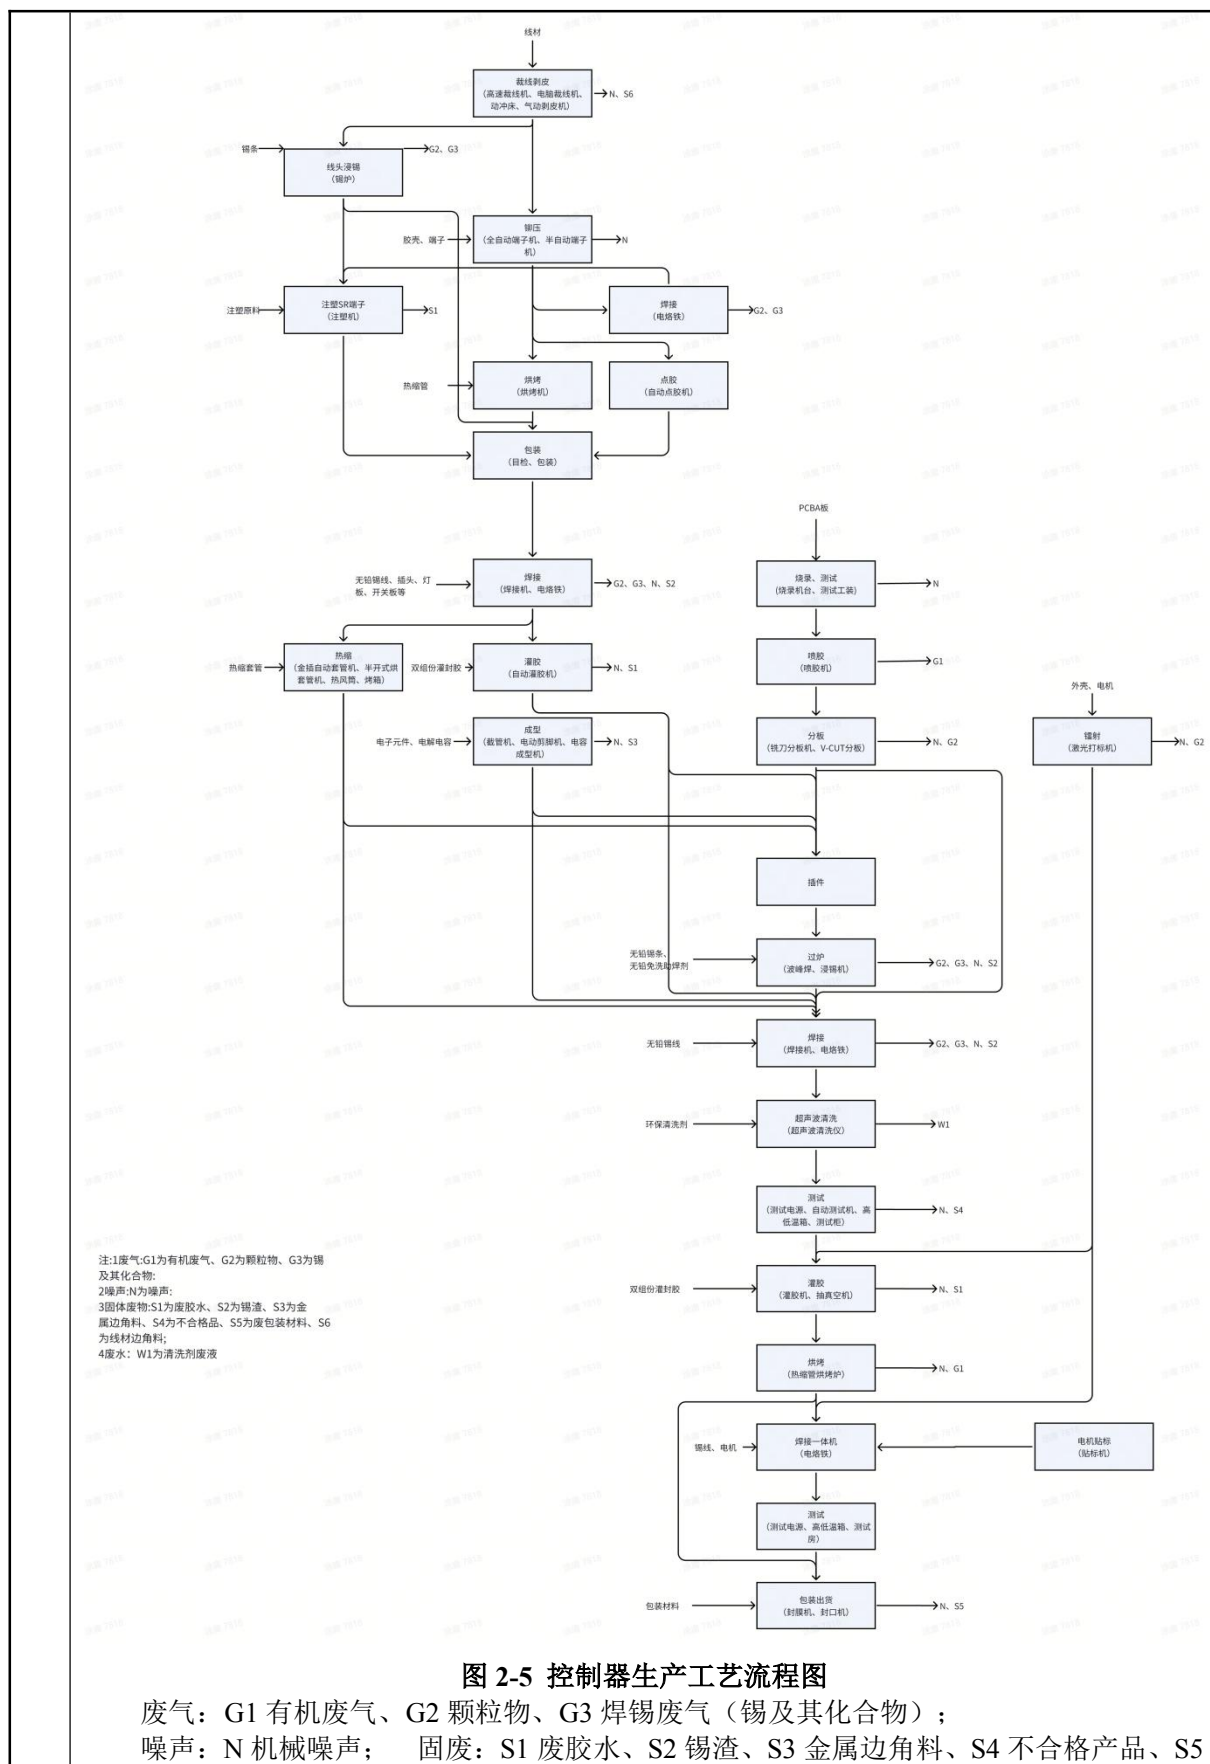 线材
裁线剥皮
（高速裁线机、电脑裁线机、
动冲床、气动剥皮机）
N、S6
锡条
G2、G3
线头浸锡
（锡炉）
胶壳、端子
铆压
（全自动端子机、半自动端子
机）
N
注塑原料
注塑SR端子
（注塑机）
S1
焊接
（电烙铁）
G2、G3
热缩管
烘烤
（烘烤机）
点胶
（自动点胶机）
包装
（目检、包装）
PCBA板
无铅锡线、插头、灯
板、开关板等
焊接
（焊接机、电烙铁）
G2、G3、N、S2
烧录、测试
（烧录机台、测试工装）
N
热缩套管
热缩
（金插自动套管机、半开式烘
套管机、热风筒、烤箱）
双组份灌封胶
灌胶
（自动灌胶机）
N、S1
喷胶
（喷胶机）
G1
外壳、电机
电子元件、电解电容
成型
（截管机、电动剪脚机、电容
成型机）
N、S3
分板
（铣刀分板机、V-CUT分板）
N、G2
镭射
（激光打标机）
N、G2
插件
无铅锡条、
无铅免洗助焊剂
过炉
（波峰焊、浸锡机）
G2、G3、N、S2
无铅锡线
焊接
（焊接机、电烙铁）
G2、G3、N、S2
环保清洗剂
超声波清洗
（超声波清洗仪）
W1
测试
（测试电源、自动测试机、高
低温箱、测试柜）
N、S4
注:1废气:G1为有机废气、G2为颗粒物、G3为锡
及其化合物:
2噪声:N为噪声:
3固体废物:S1为废胶水、S2为锡渣、S3为金
属边角料、S4为不合格品、S5为废包装材料、S6
为线材边角料;
4废水：W1为清洗剂废液
双组份灌封胶
灌胶
（灌胶机、抽真空机）
N、S1
烘烤
（热缩管烘烤炉）
N、G1
锡线、电机
焊接一体机
（电烙铁）
电机贴标
（贴标机）
测试
（测试电源、高低温箱、测试
房）
包装材料
包装出货
（封膜机、封口机）
N、S5
图 2-5 控制器生产工艺流程图
废气：G1 有机废气、G2 颗粒物、G3 焊锡废气（锡及其化合物）；
噪声：N 机械噪声； 固废：S1 废胶水、S2 锡渣、S3 金属边角料、S4 不合格产品、S5